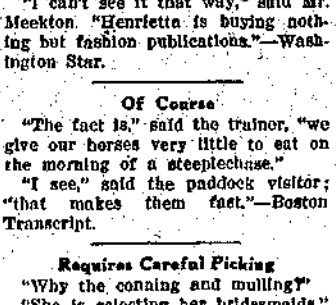 "I can't see it that way," said Mr.
Meekton. "Henrietta is buying noth-
ing but fashion publications."—Wash-
ington Star.
Of Course
"The fact is," said the trainer, "we
give our horses very little to eat on
the morning of a steeplechase."
"I see," said the paddock visitor;
"that makes them fast."—Boston
Transcript.
Requires Careful Picking
"Why the conning and mulling?"
"She is selecting her bridesmaids."